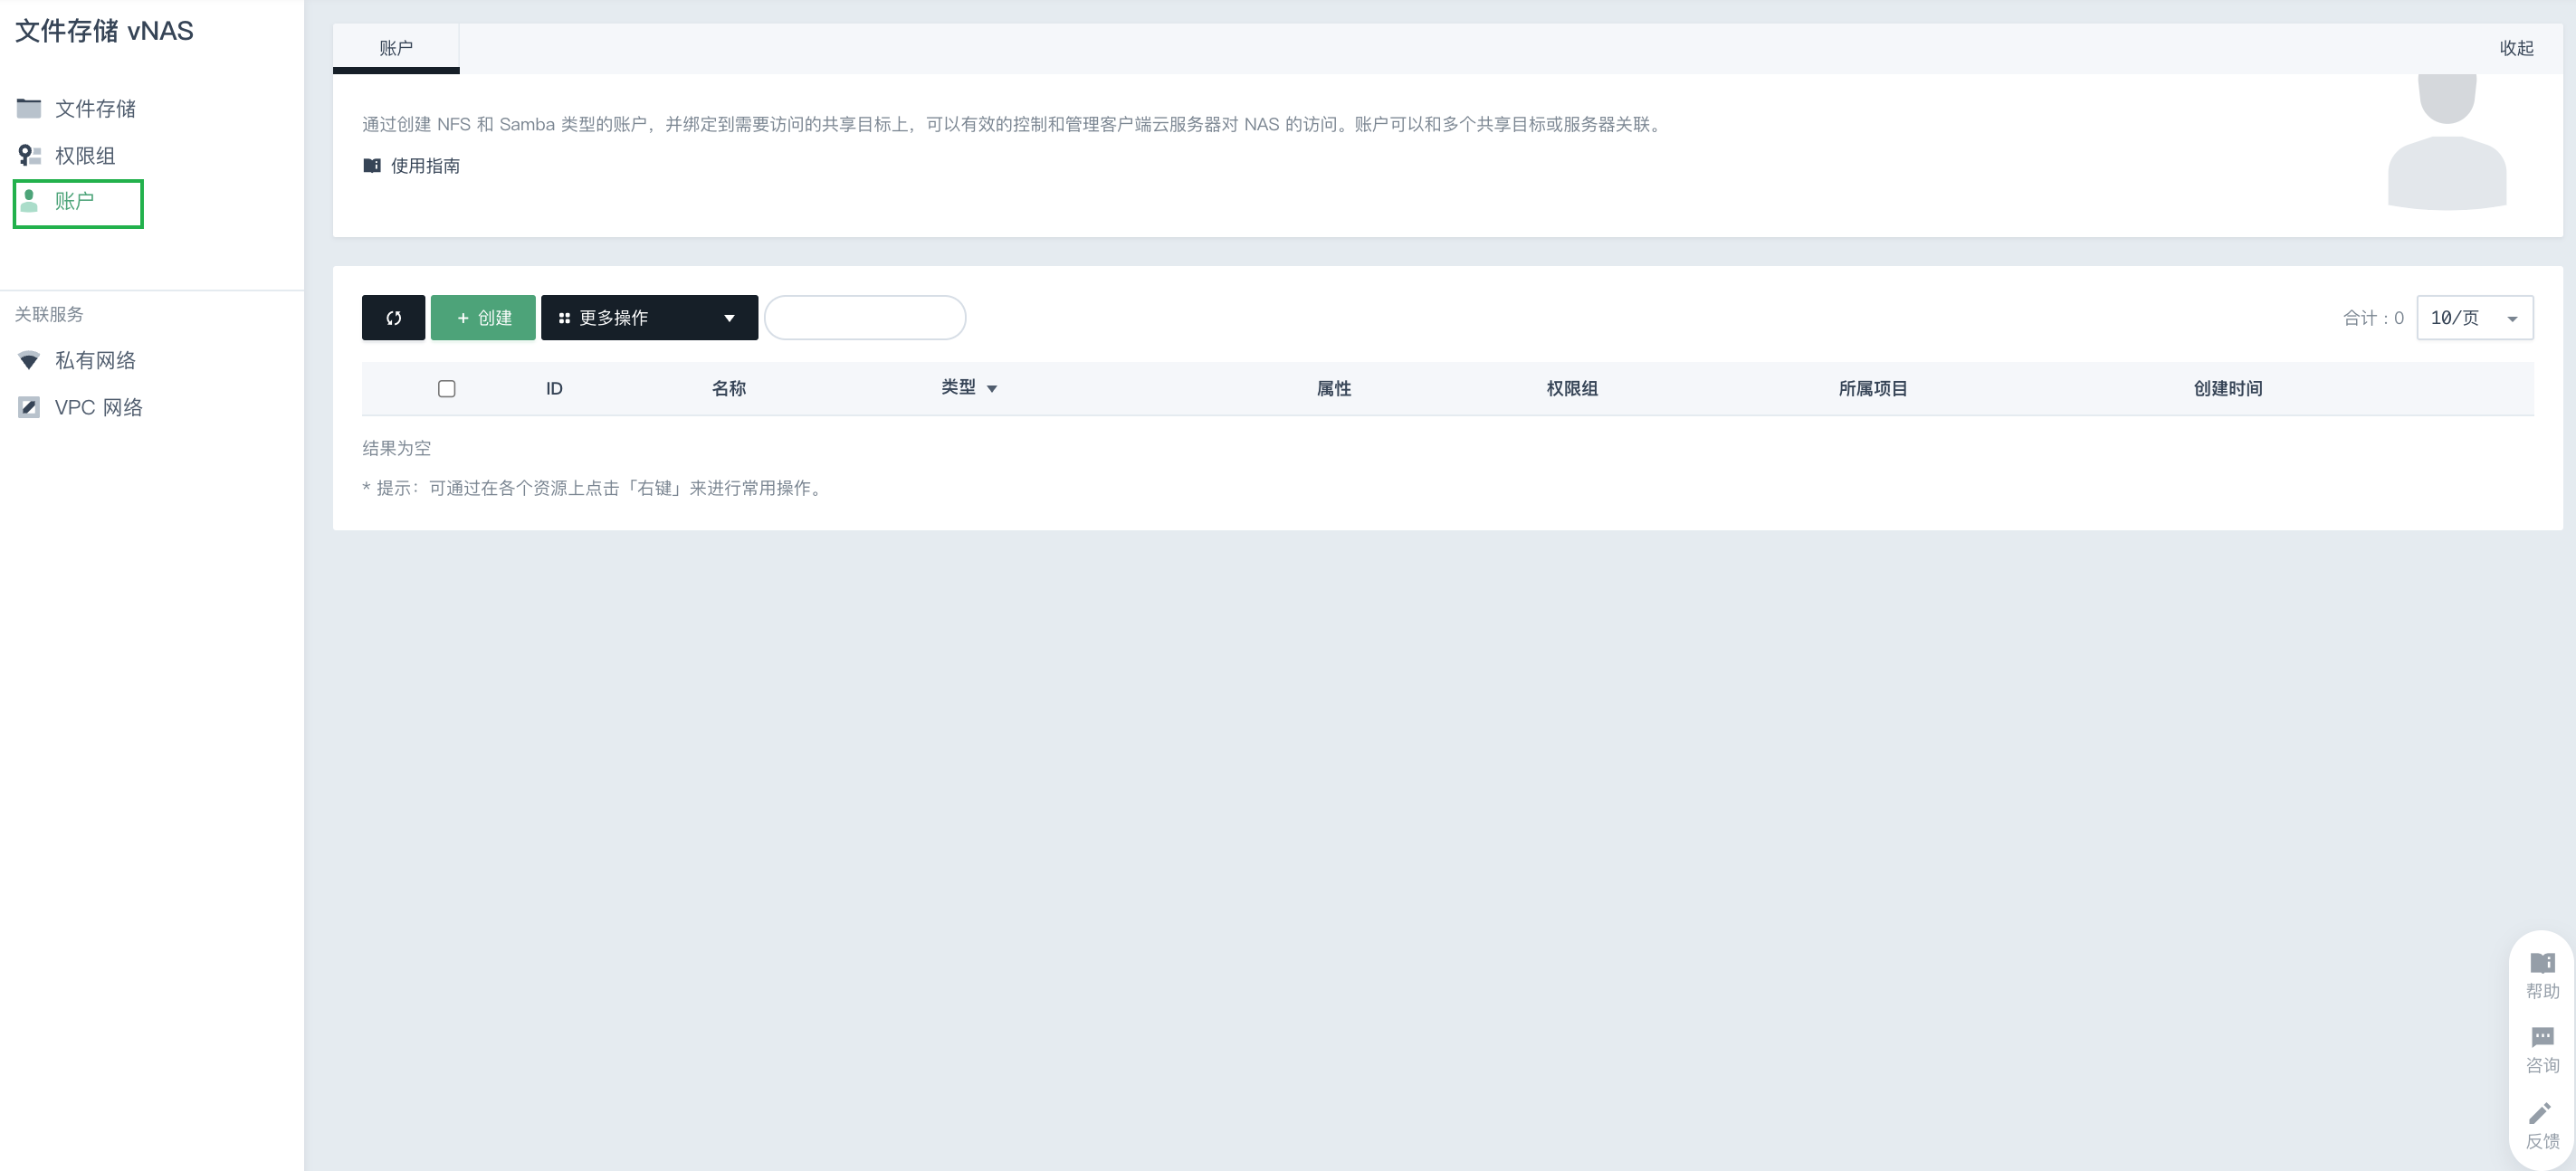 文件存储 vNAS
文件存储
权限组
账户
关联服务
私有网络
VPC 网络
账户
收起
通过创建 NFS 和 Samba 类型的账户，并绑定到需要访问的共享目标上，可以有效的控制和管理客户端云服务器对 NAS 的访问。账户可以和多个共享目标或服务器关联。
使用指南
+ 创建
更多操作
合计：0
10/页
ID 名称 类型 属性 权限组 所属项目 创建时间
结果为空
* 提示：可通过在各个资源上点击「右键」来进行常用操作。
帮助
咨询
反馈